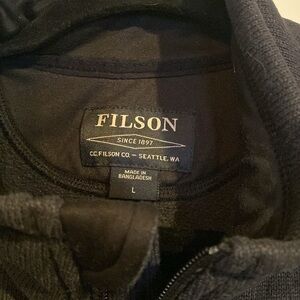 FILSON
SINCE 1897
C.C. FILSON CO. – SEATTLE, WA
MADE IN
BANGLADESH
L